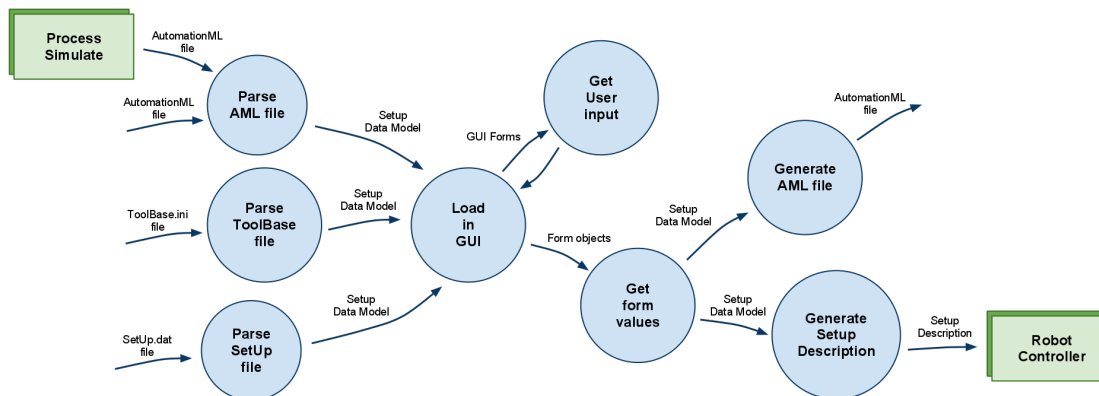 Process
Simulate
AutomationML
file
Parse
AML file
AutomationML
file
Setup
Data Model
Get
User
input
GUI Forms
AutomationML
file
Generate
AML file
ToolBase.ini
file
Parse
ToolBase
file
Setup
Data Model
Load
in
GUI
Form objects
Setup
Data Model
Get
form
values
Setup
Data Model
SetUp.dat
file
Parse
SetUp
file
Setup
Data Model
Generate
Setup
Description
Setup
Description
Robot
Controller